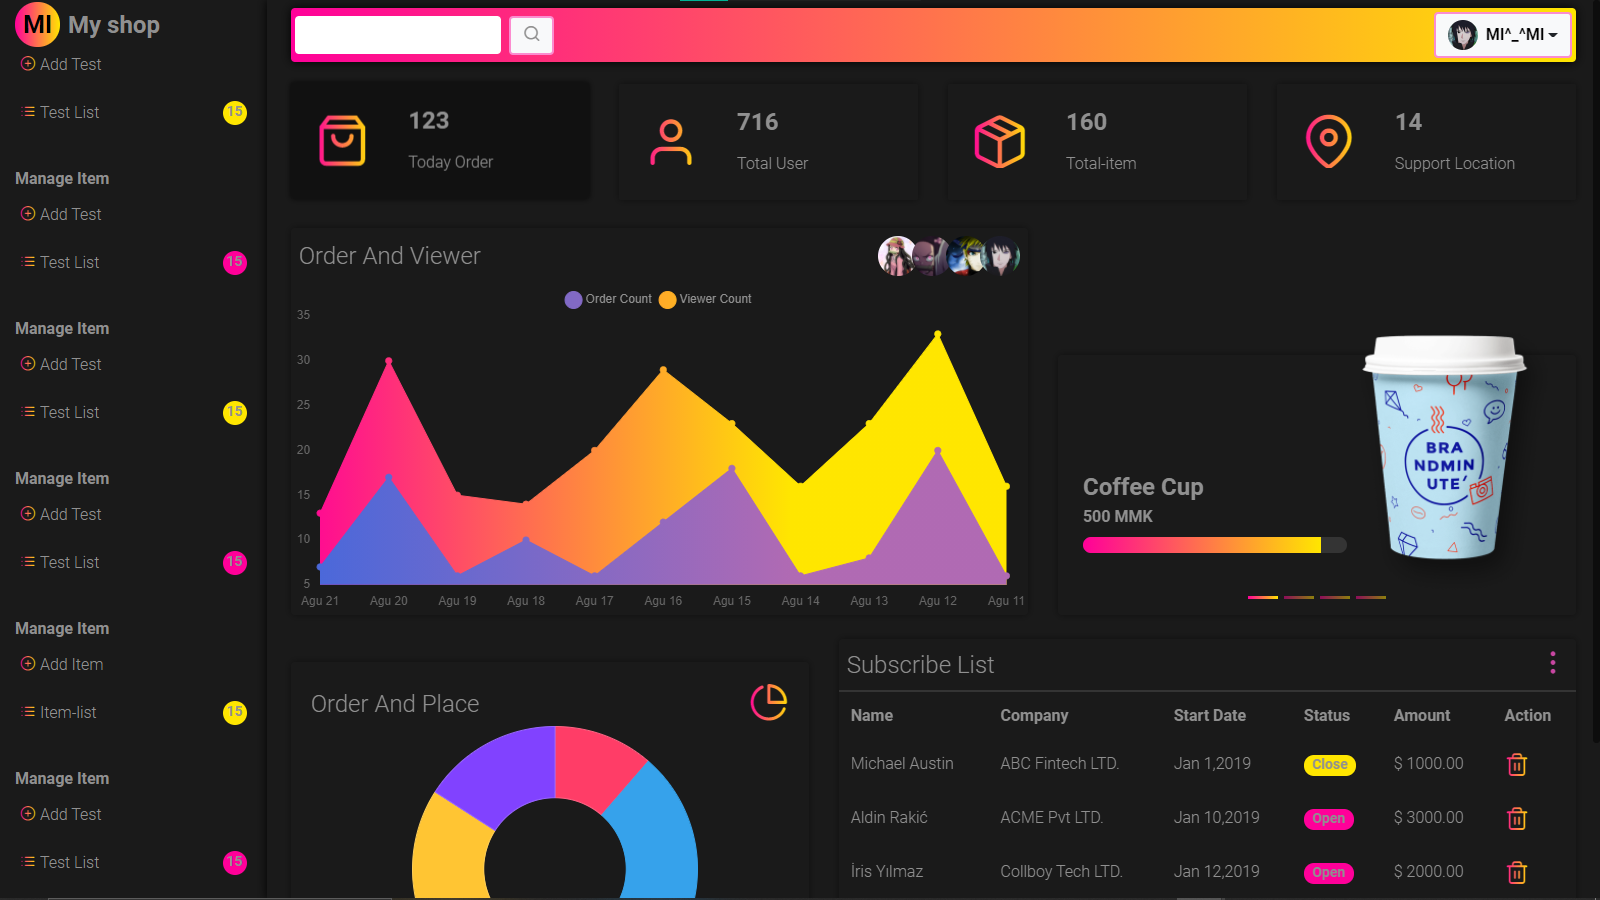 MI My shop
Add Test
Test List 15
Manage Item
Add Test
Test List 15
Manage Item
Add Test
Test List 15
Manage Item
Add Test
Test List 15
Manage Item
Add Item
Item-list 15
Manage Item
Add Test
Test List 15
MI^_^MI
123
Today Order
716
Total User
160
Total-item
14
Support Location
Order And Viewer
Order Count Viewer Count
35
30
25
20
15
10
5
Agu 21 Agu 20 Agu 19 Agu 18 Agu 17 Agu 16 Agu 15 Agu 14 Agu 13 Agu 12 Agu 11
Coffee Cup
500 MMK
BRA
NDMIN
UTE′
Order And Place
Subscribe List
Name Company Start Date Status Amount Action
Michael Austin ABC Fintech LTD. Jan 1,2019 Close $ 1000.00
Aldin Rakić ACME Pvt LTD. Jan 10,2019 Open $ 3000.00
İris Yılmaz Collboy Tech LTD. Jan 12,2019 Open $ 2000.00